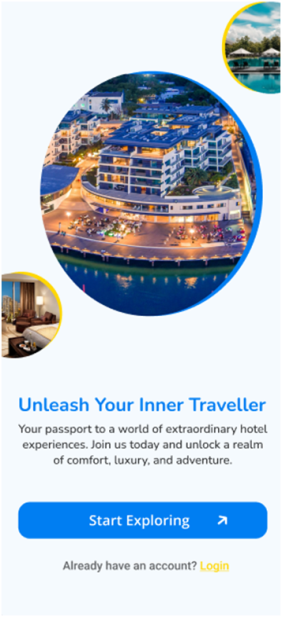 Unleash Your Inner Traveller
Your passport to a world of extraordinary hotel
experiences. Join us today and unlock a realm
of comfort, luxury, and adventure.
Start Exploring
Already have an account? Login